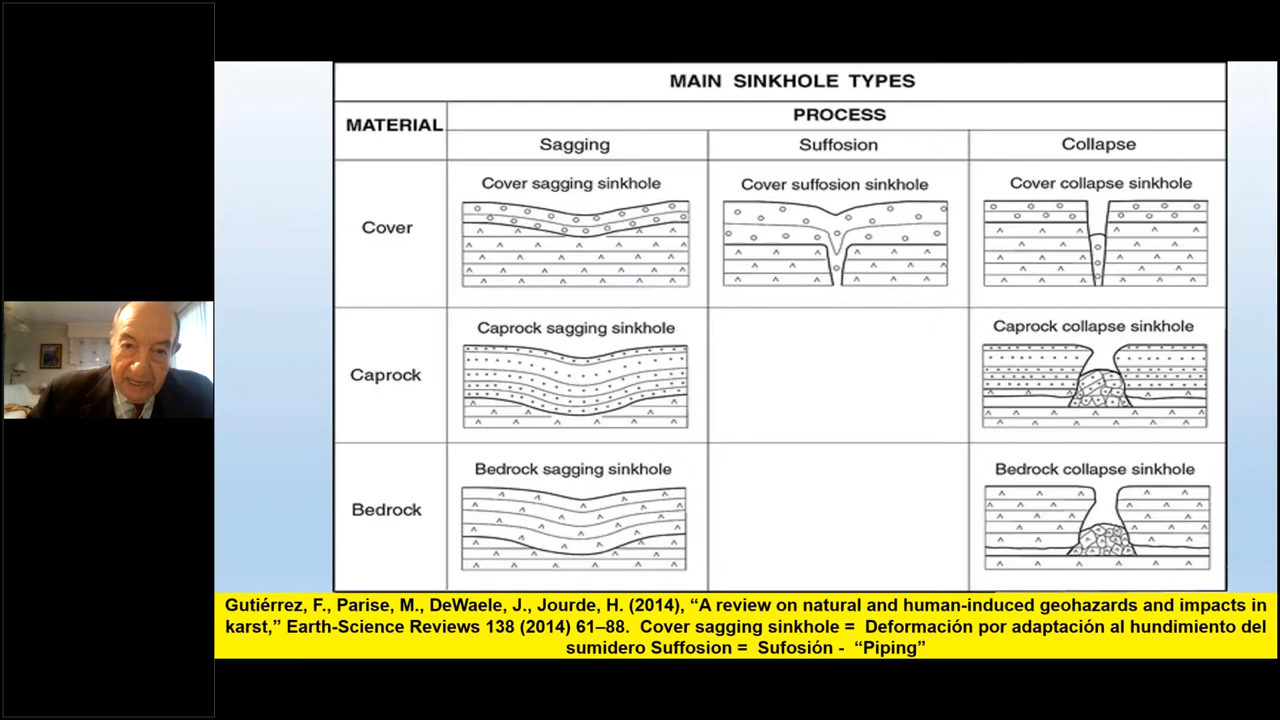 MAIN SINKHOLE TYPES
MATERIAL
PROCESS
Sagging
Suffosion
Collapse
Cover
Cover sagging sinkhole
Cover suffosion sinkhole
Cover collapse sinkhole
Caprock
Caprock sagging sinkhole
Caprock collapse sinkhole
Bedrock
Bedrock sagging sinkhole
Bedrock collapse sinkhole
Gutiérrez, F., Parise, M., DeWaele, J., Jourde, H. (2014), “A review on natural and human-induced geohazards and impacts in
karst,” Earth-Science Reviews 138 (2014) 61–88. Cover sagging sinkhole = Deformación por adaptación al hundimiento del
sumidero Suffosion = Sufosión - “Piping”